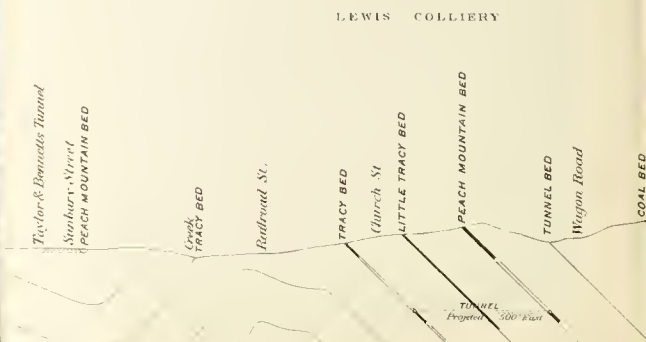 LEWIS COLLIERY
Taylor & Bennetts Tunnel
Sunbury Street
PEACH MOUNTAIN BED
Creek
TRACY BED
Railroad St.
TRACY BED
Church St
LITTLE TRACY BED
PEACH MOUNTAIN BED
TUNNEL BED
Wagon Road
COAL BED
TUNNEL
Projected 500' East